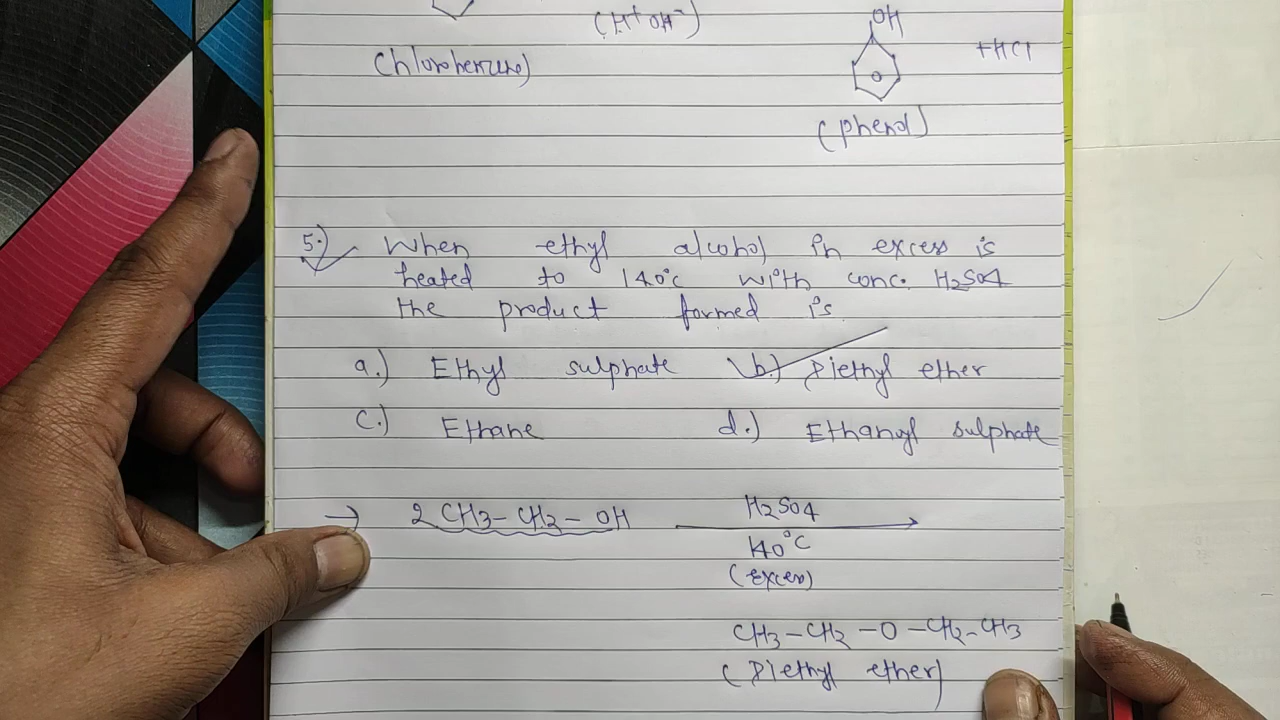 (H⁺ OH⁻)
OH
+HCl
(Chlorobenzene)
(phenol)
5.) When ethyl alcohol in excess is
heated to 140°C with conc. H2SO4
the product formed is
a.) Ethyl sulphate b.) Diethyl ether
c.) Ethane d.) Ethanyl sulphate
→ 2 CH3-CH2-OH H2SO4
140°C
(excess)
CH3-CH2-O-CH2-CH3
(Diethyl ether)